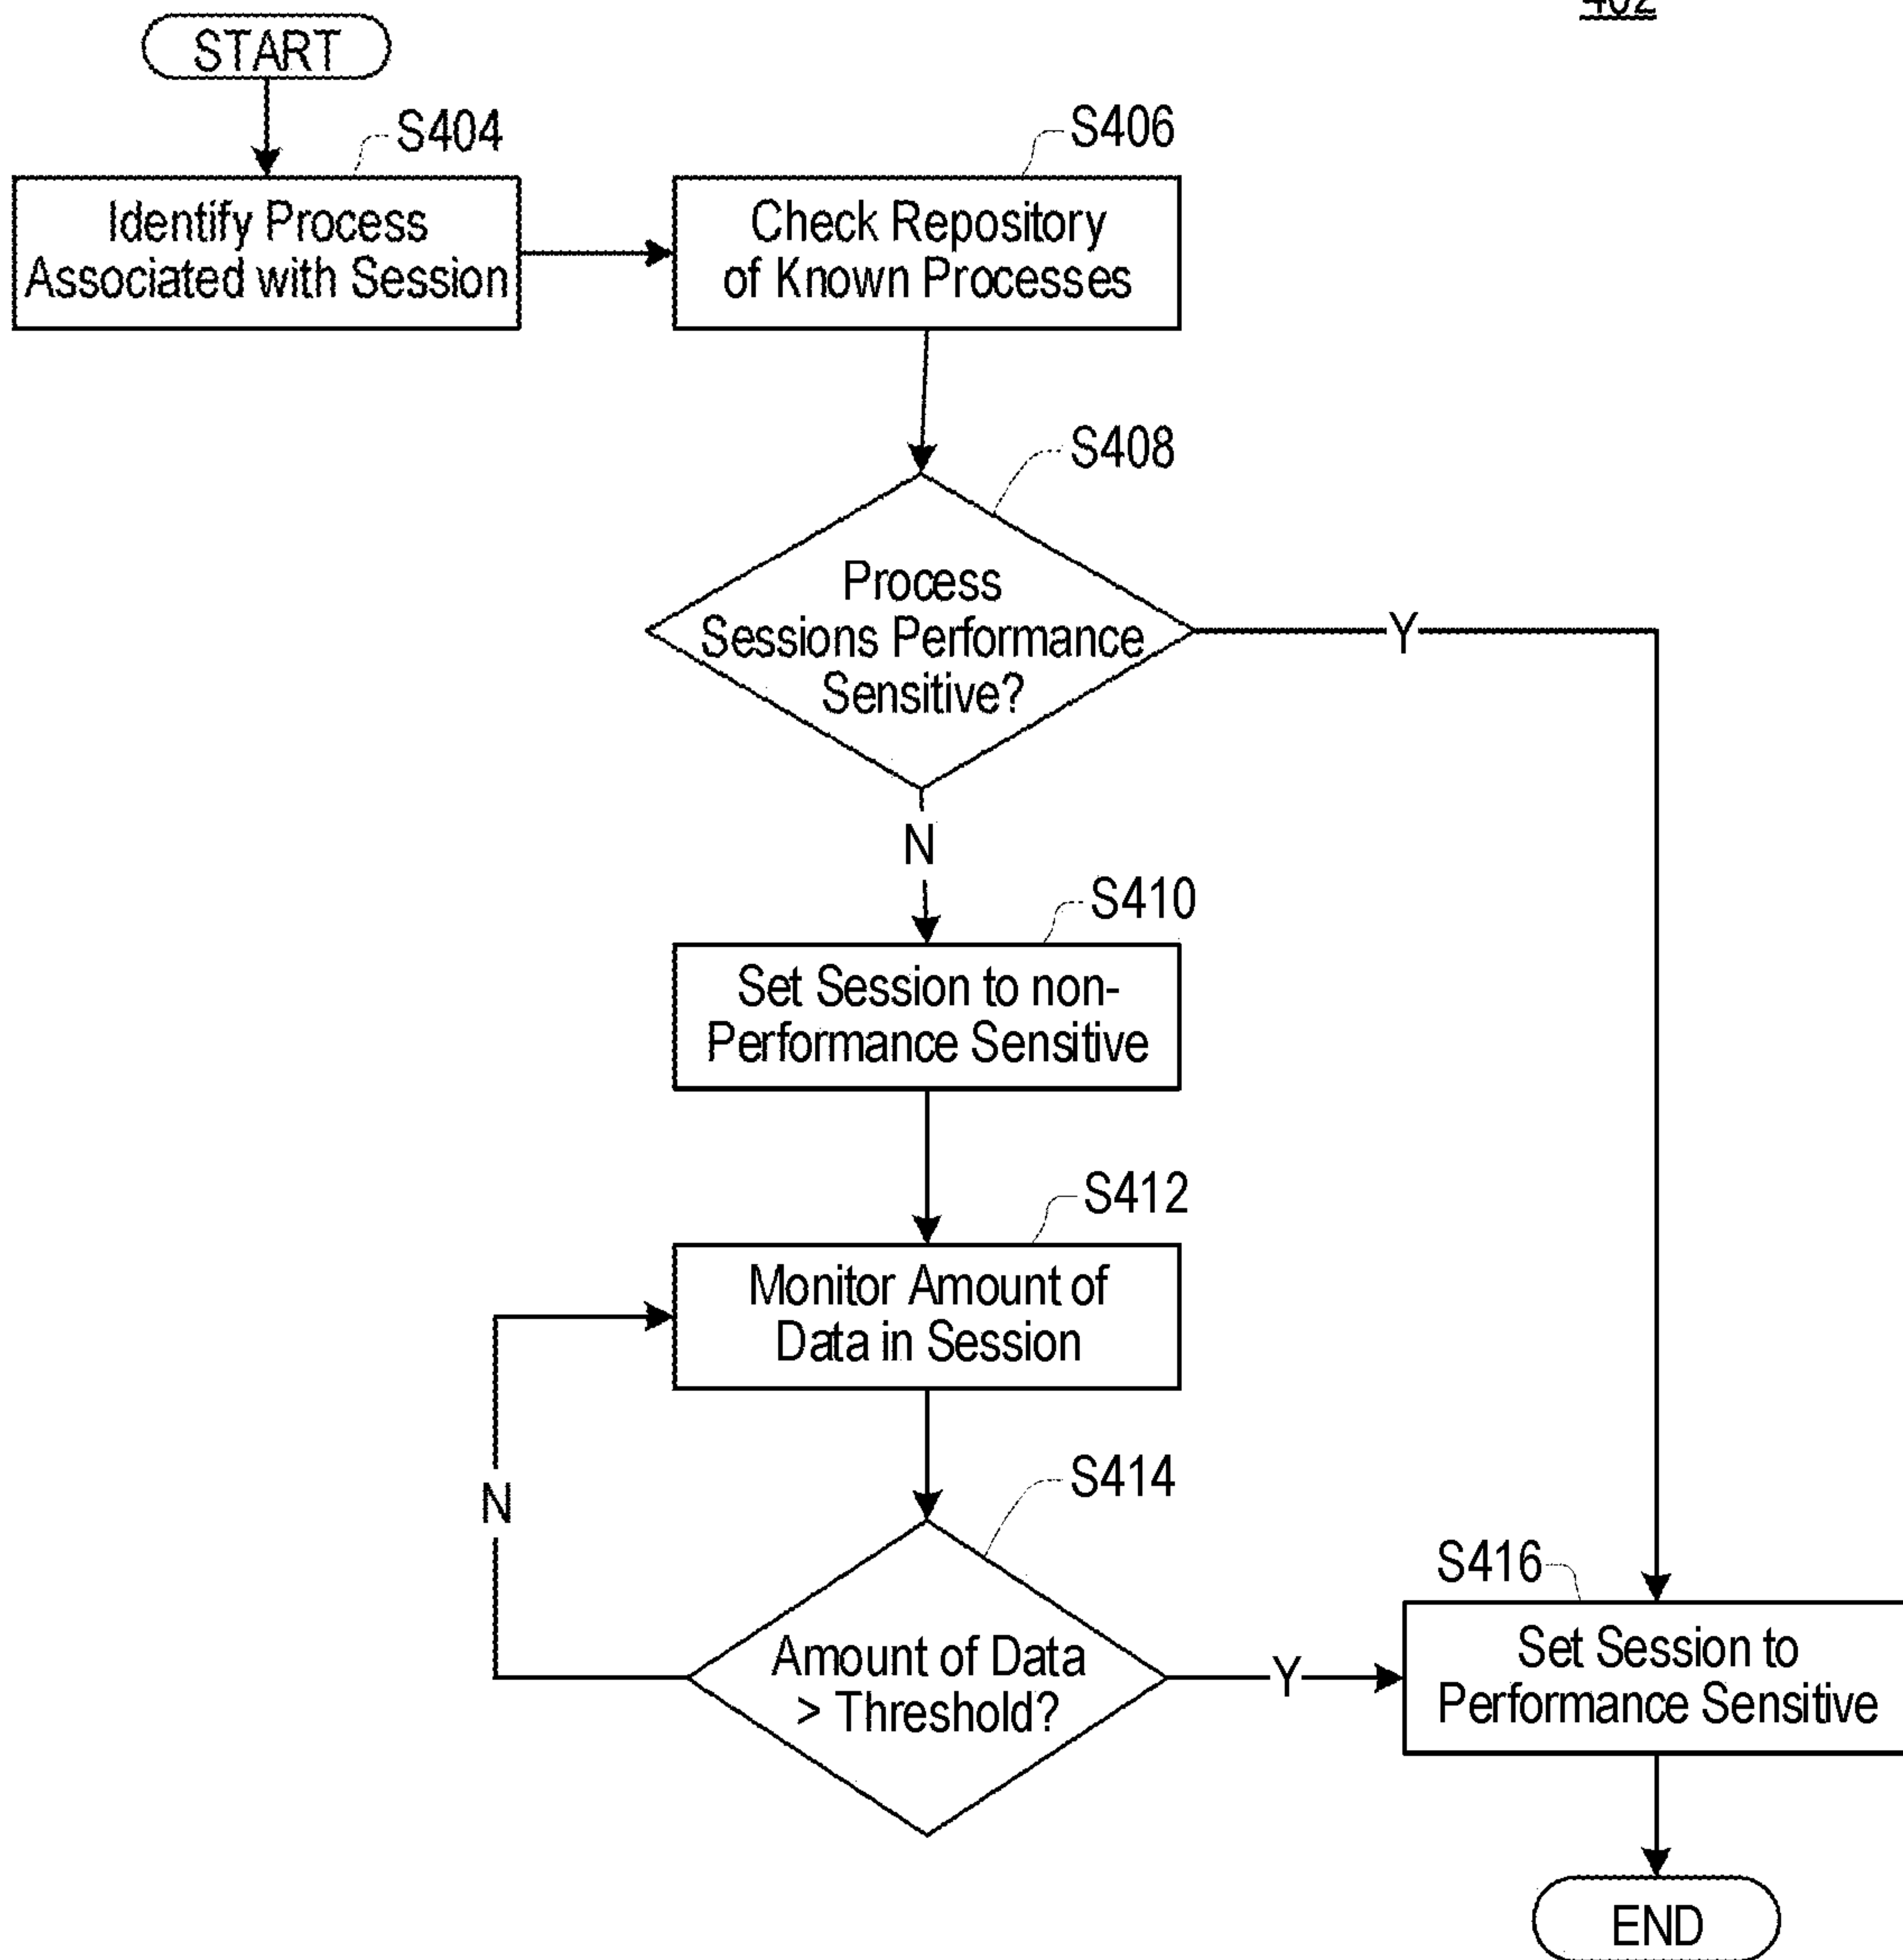 402
START
S404
Identify Process
Associated with Session
S406
Check Repository
of Known Processes
S408
Process
Sessions Performance
Sensitive?
Y
N
S410
Set Session to non-
Performance Sensitive
S412
Monitor Amount of
Data in Session
N
S414
Amount of Data
> Threshold?
Y
S416
Set Session to
Performance Sensitive
END